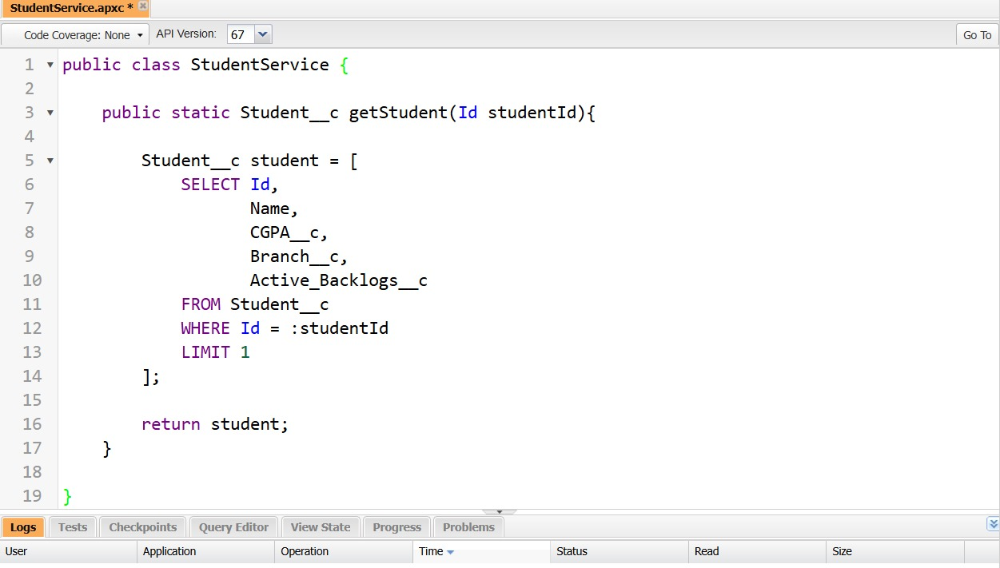 StudentService.apxc *
Code Coverage: None API Version: 67 Go To
1 public class StudentService {
2
3 public static Student__c getStudent(Id studentId){
4
5 Student__c student = [
6 SELECT Id,
7 Name,
8 CGPA__c,
9 Branch__c,
10 Active_Backlogs__c
11 FROM Student__c
12 WHERE Id = :studentId
13 LIMIT 1
14 ];
15
16 return student;
17 }
18
19 }
Logs Tests Checkpoints Query Editor View State Progress Problems
User Application Operation Time Status Read Size